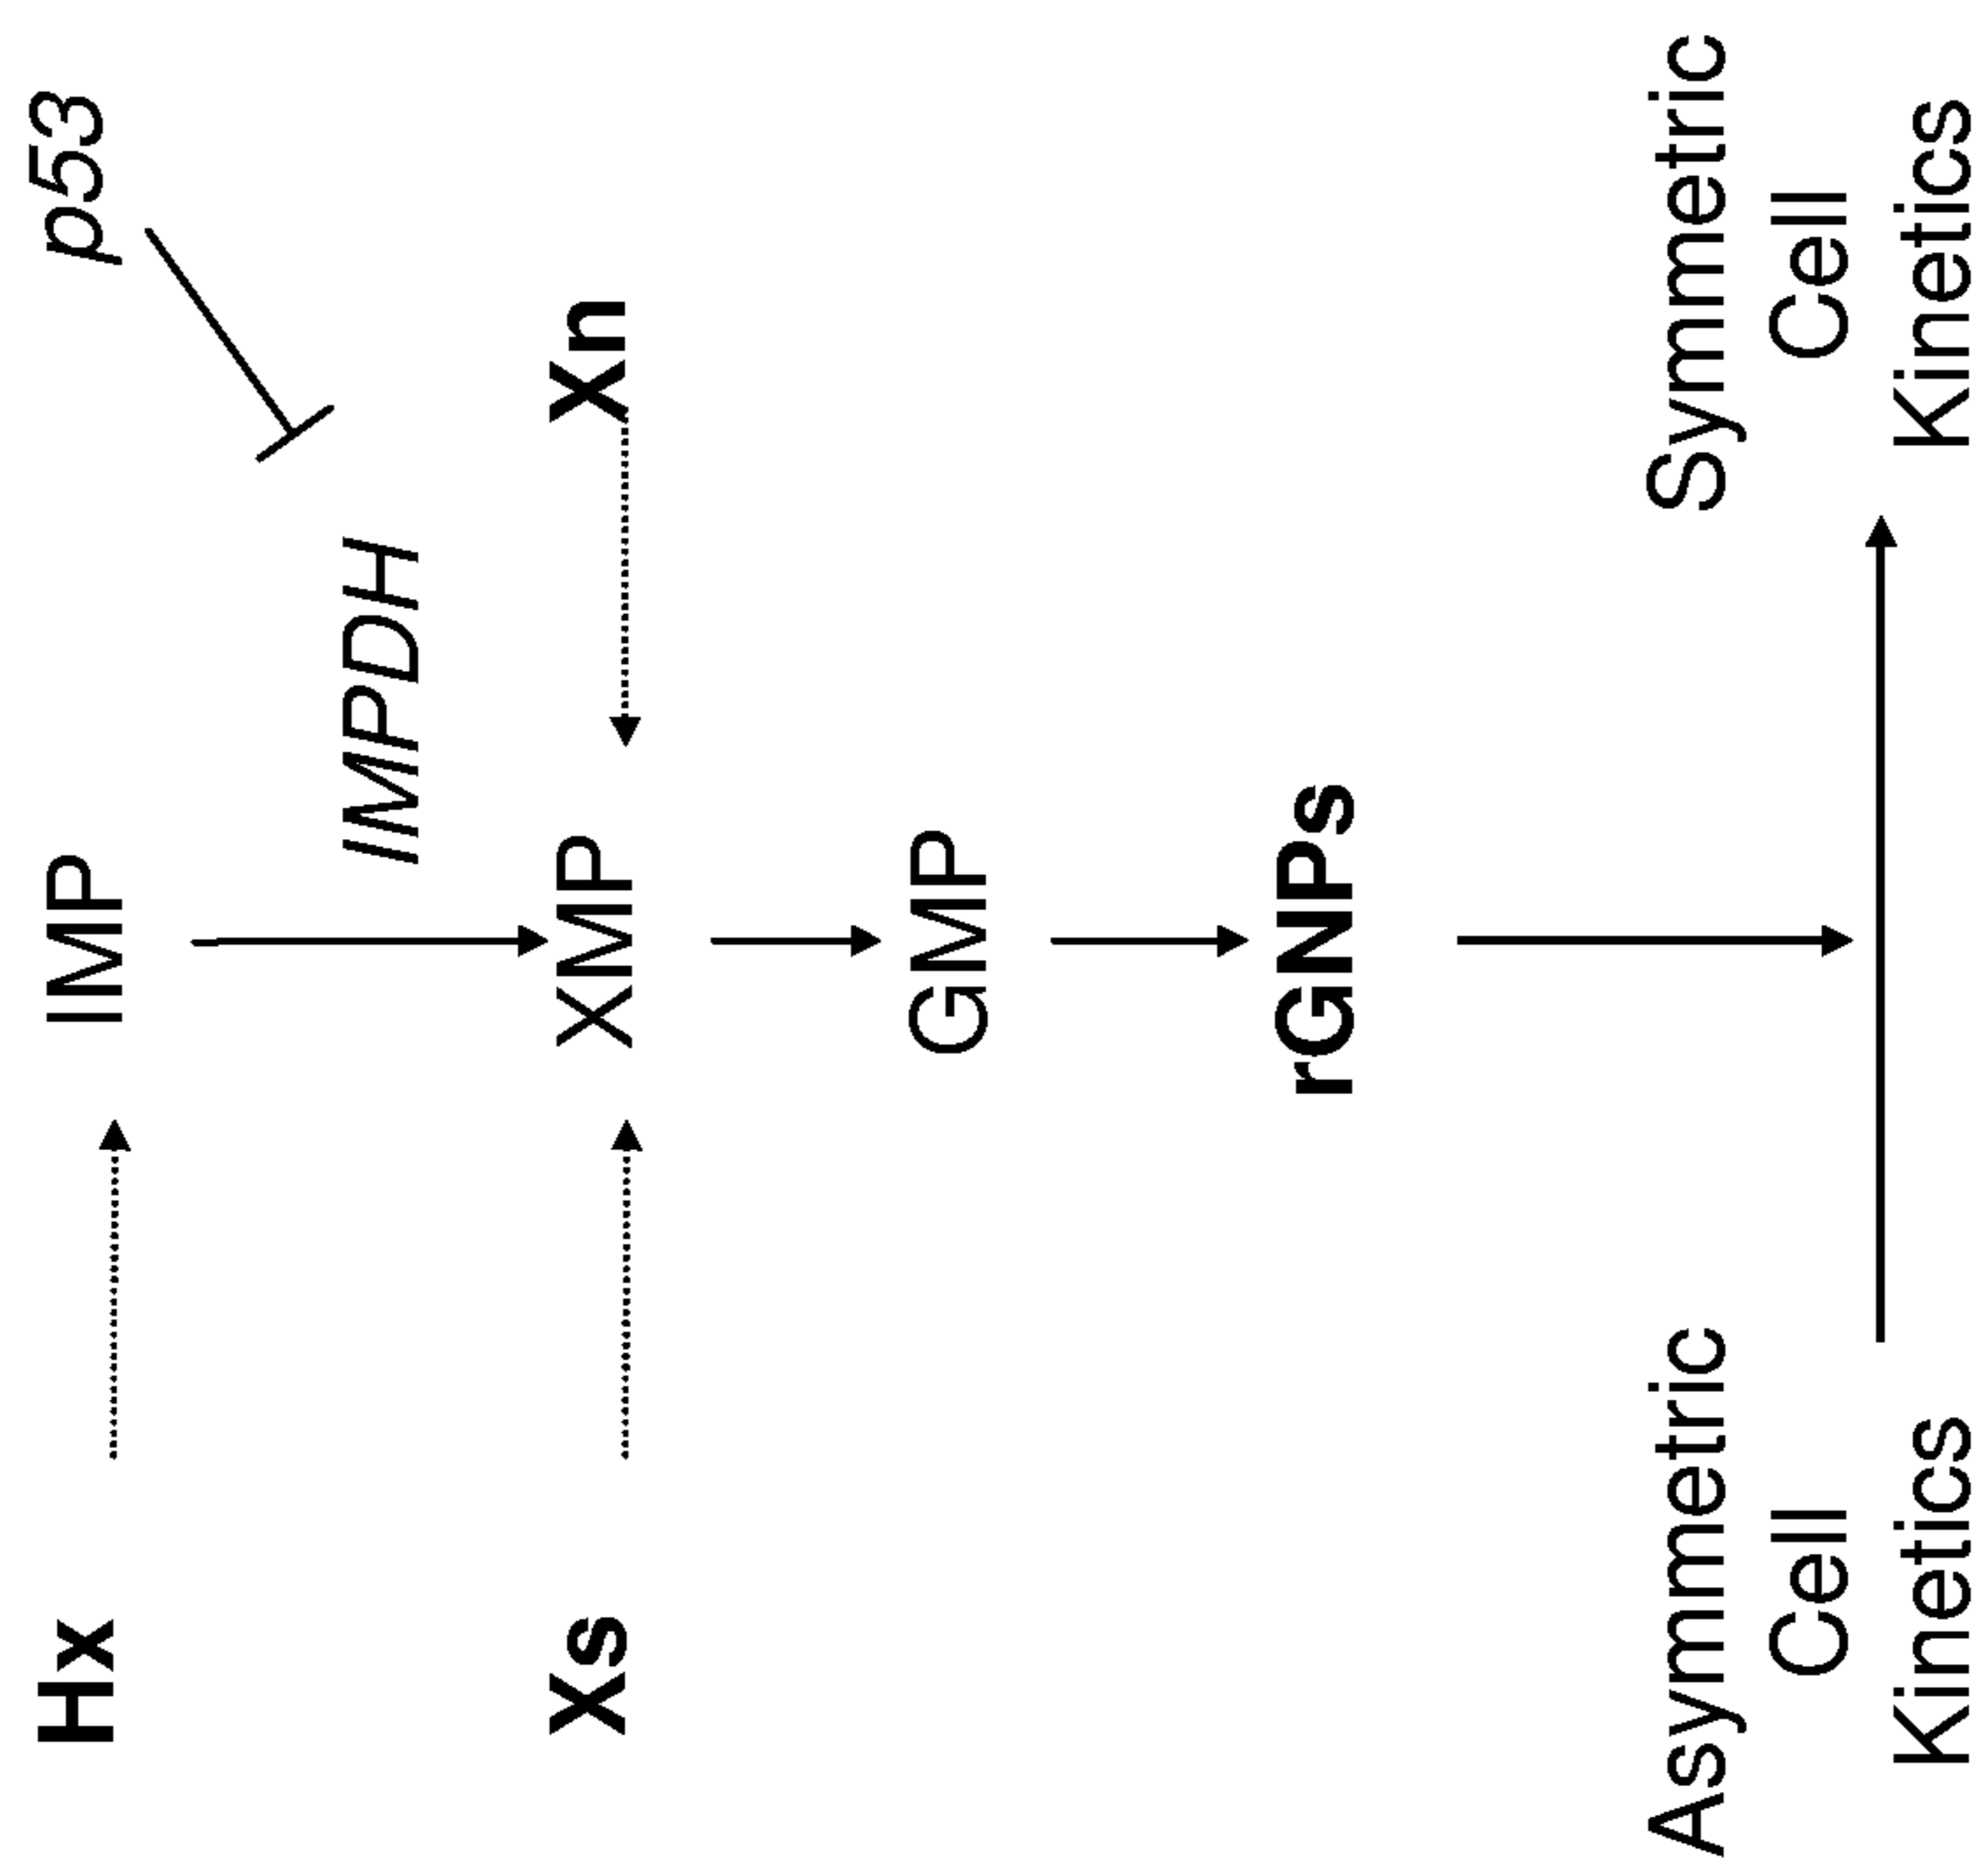 Hx
IMP
p53
IMPDH
Xs
XMP
Xn
GMP
rGNPs
Asymmetric
Cell
Kinetics
Symmetric
Cell
Kinetics